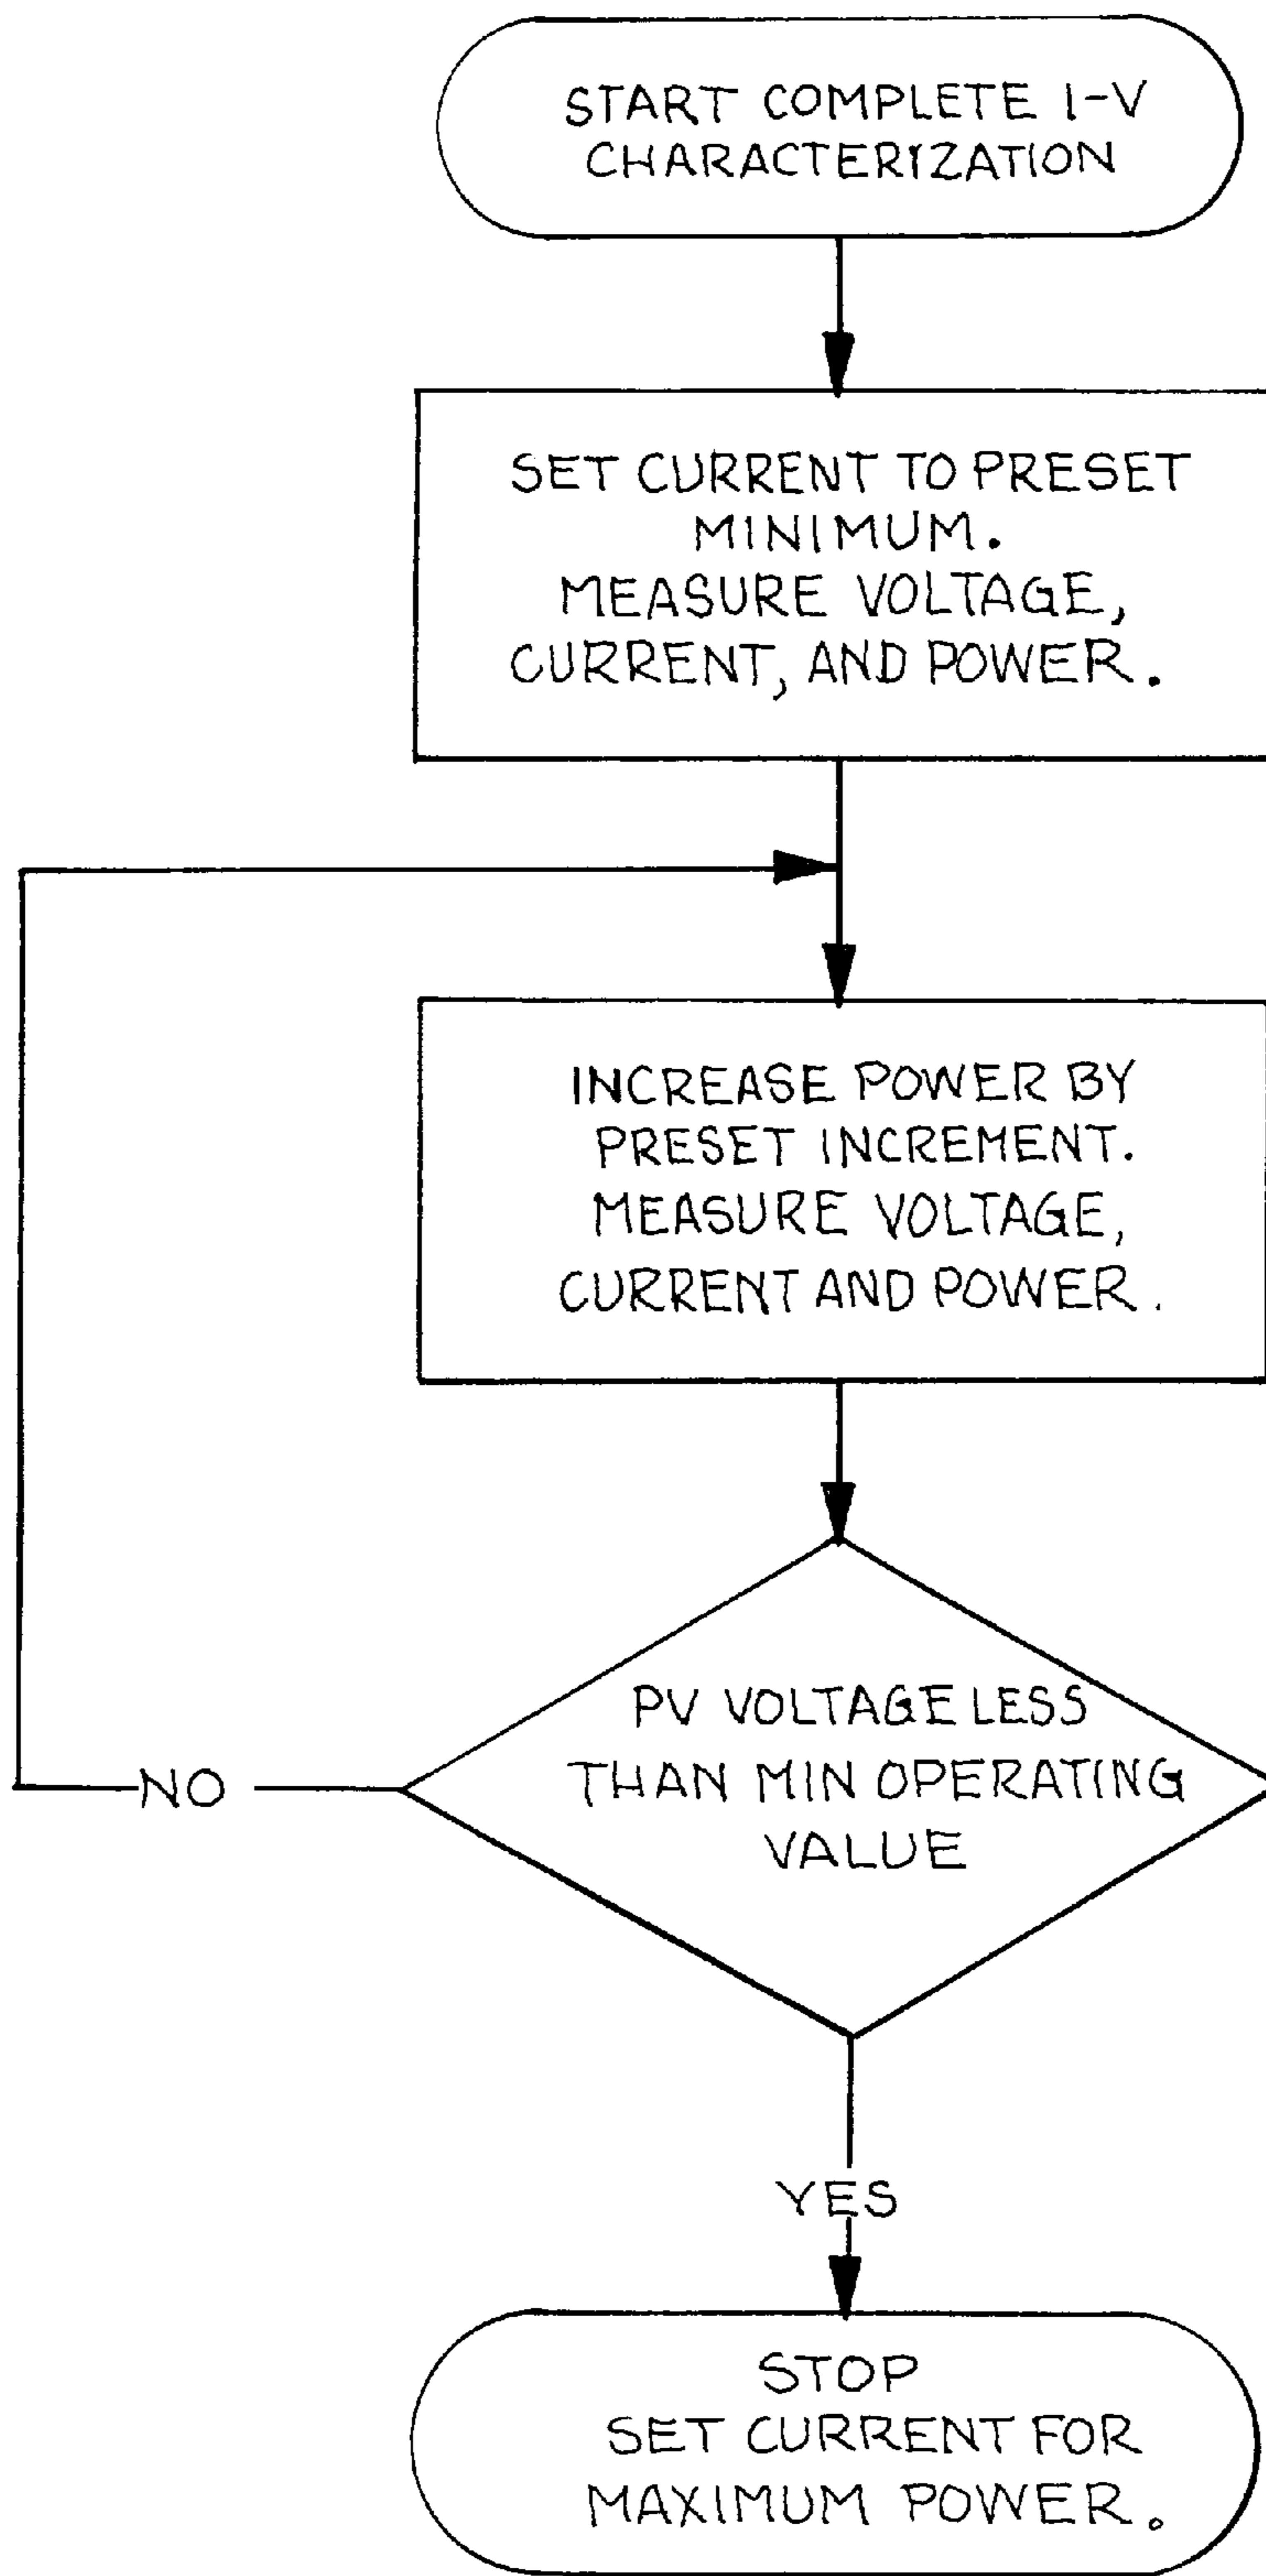 START COMPLETE I-V
CHARACTERIZATION
SET CURRENT TO PRESET
MINIMUM.
MEASURE VOLTAGE,
CURRENT, AND POWER.
INCREASE POWER BY
PRESET INCREMENT.
MEASURE VOLTAGE,
CURRENT AND POWER.
PV VOLTAGE LESS
THAN MIN OPERATING
VALUE
NO
YES
STOP
SET CURRENT FOR
MAXIMUM POWER.